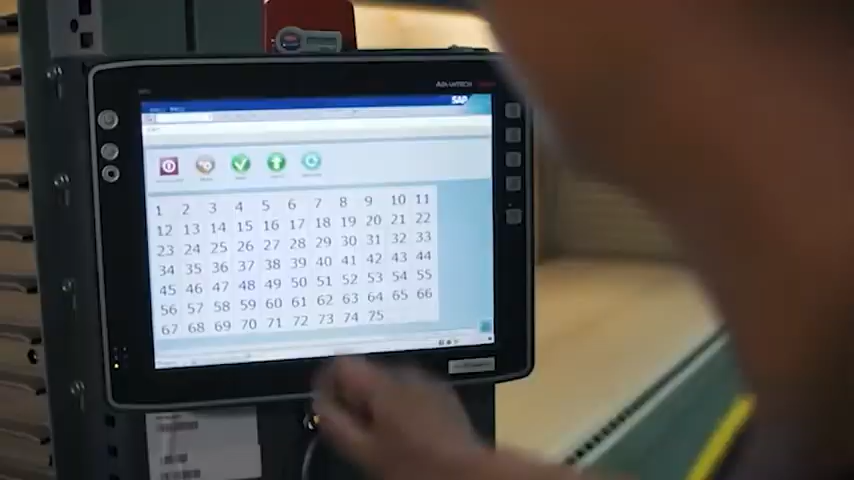 ADVANTECH
SAP
1 2 3 4 5 6 7 8 9 10 11
12 13 14 15 16 17 18 19 20 21 22
23 24 25 26 27 28 29 30 31 32 33
34 35 36 37 38 39 40 41 42 43 44
45 46 47 48 49 50 51 52 53 54 55
56 57 58 59 60 61 62 63 64 65 66
67 68 69 70 71 72 73 74 75